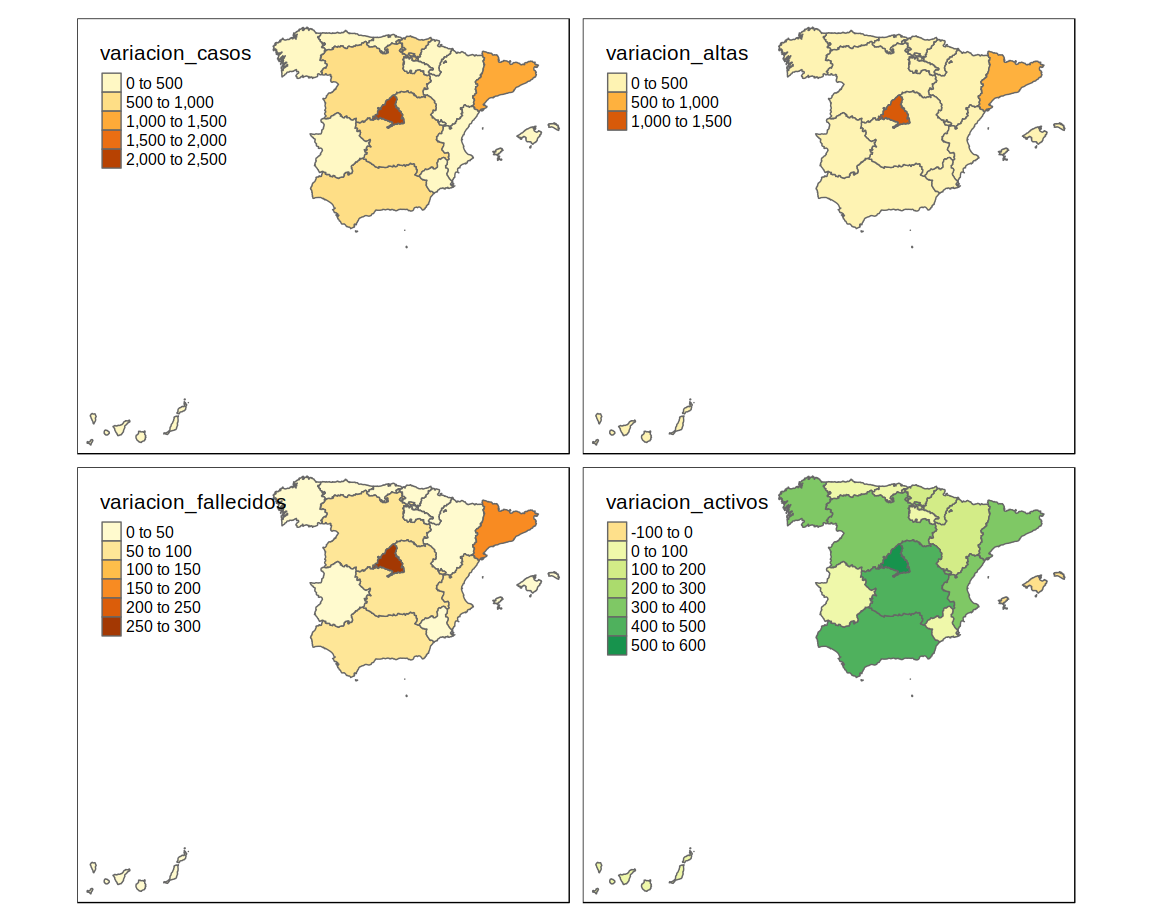 variacion_casos
0 to 500
500 to 1,000
1,000 to 1,500
1,500 to 2,000
2,000 to 2,500
variacion_altas
0 to 500
500 to 1,000
1,000 to 1,500
variacion_fallecidos
0 to 50
50 to 100
100 to 150
150 to 200
200 to 250
250 to 300
variacion_activos
-100 to 0
0 to 100
100 to 200
200 to 300
300 to 400
400 to 500
500 to 600